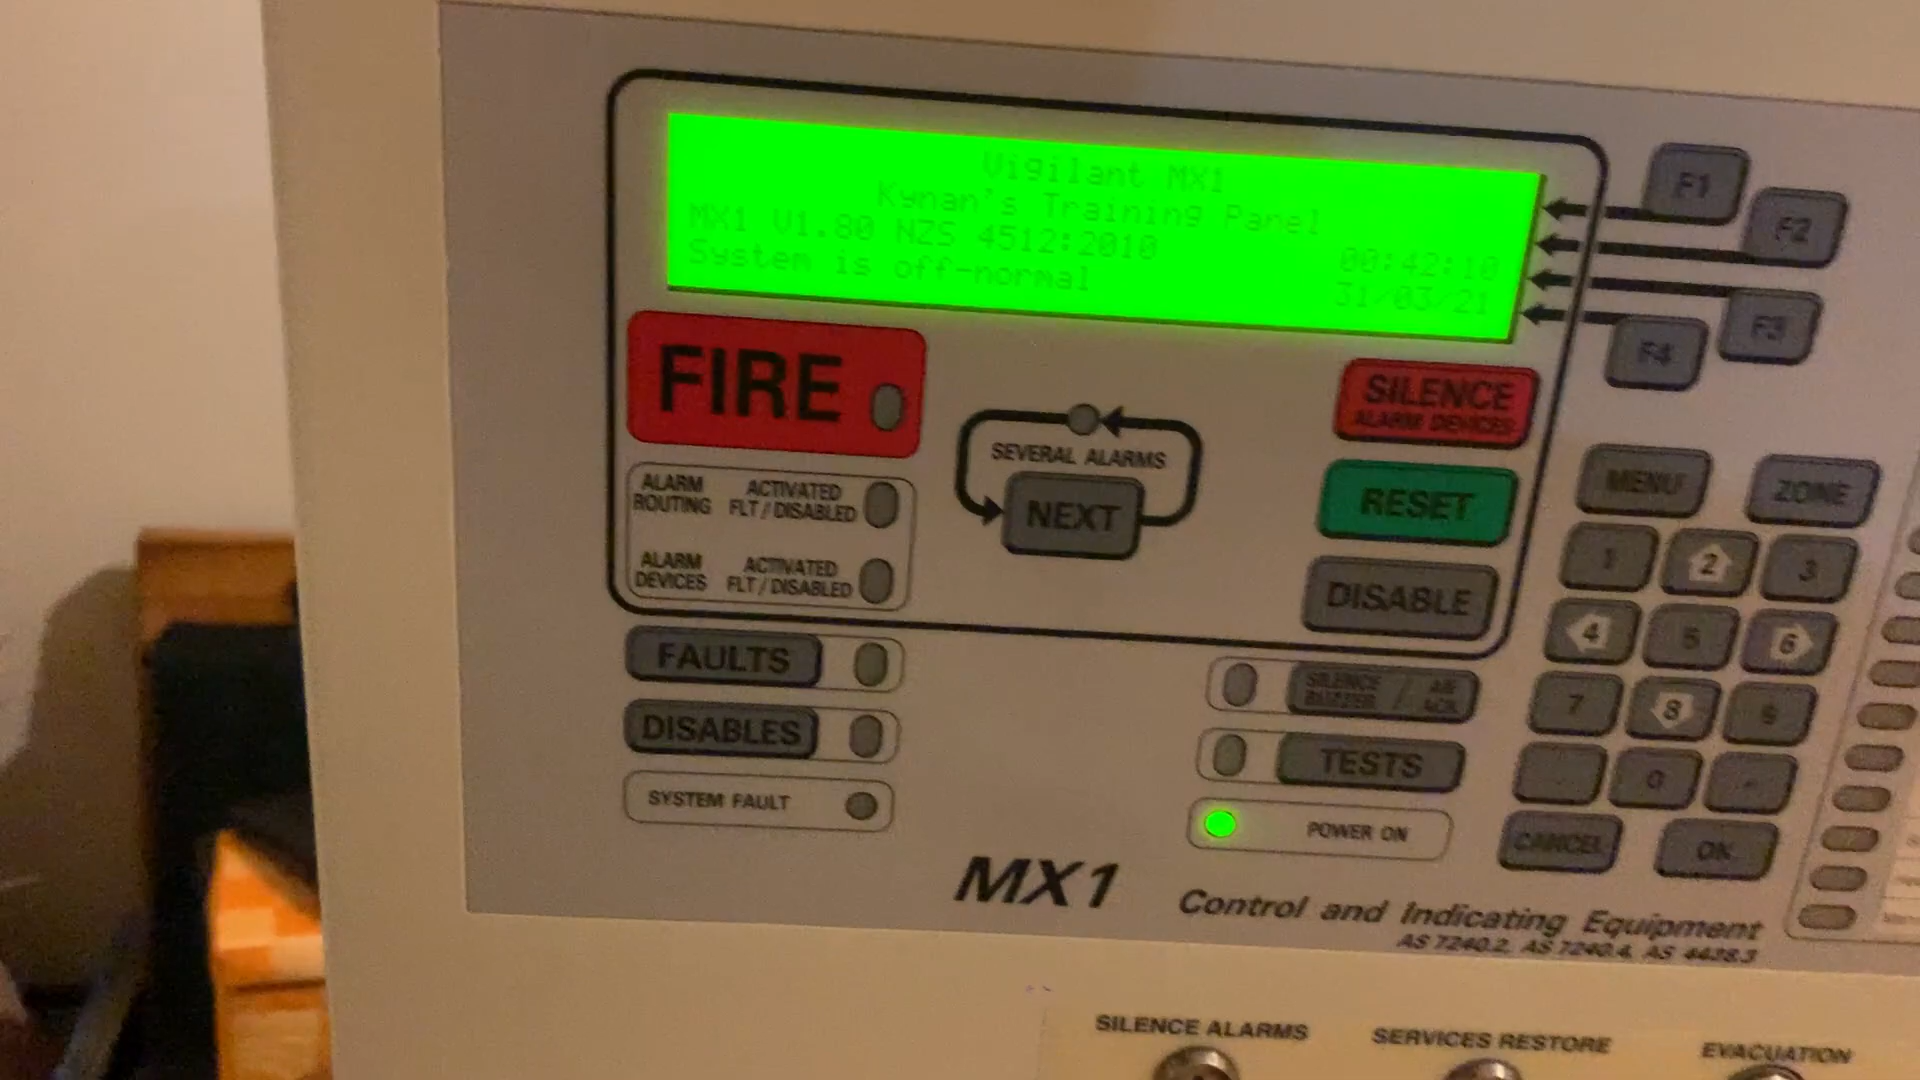 Vigilant MX1
Kynan's Training Panel
MX1 V1.80 NZS 4512:2010 00:42:10
System is off-normal 31/03/21
F1
F2
F3
F4
FIRE
SILENCE
ALARM DEVICES
SEVERAL ALARMS
NEXT
RESET
DISABLE
ALARM ROUTING
ACTIVATED
FLT / DISABLED
ALARM DEVICES
ACTIVATED
FLT / DISABLED
FAULTS
DISABLES
SYSTEM FAULT
SILENCE BUZZER / AIF ACK
TESTS
POWER ON
MENU
ZONE
1 2 3
4 5 6
7 8 9
0
CANCEL
OK
MX1
Control and Indicating Equipment
AS 7240.2, AS 7240.4, AS 4428.3
SILENCE ALARMS
SERVICES RESTORE
EVACUATION